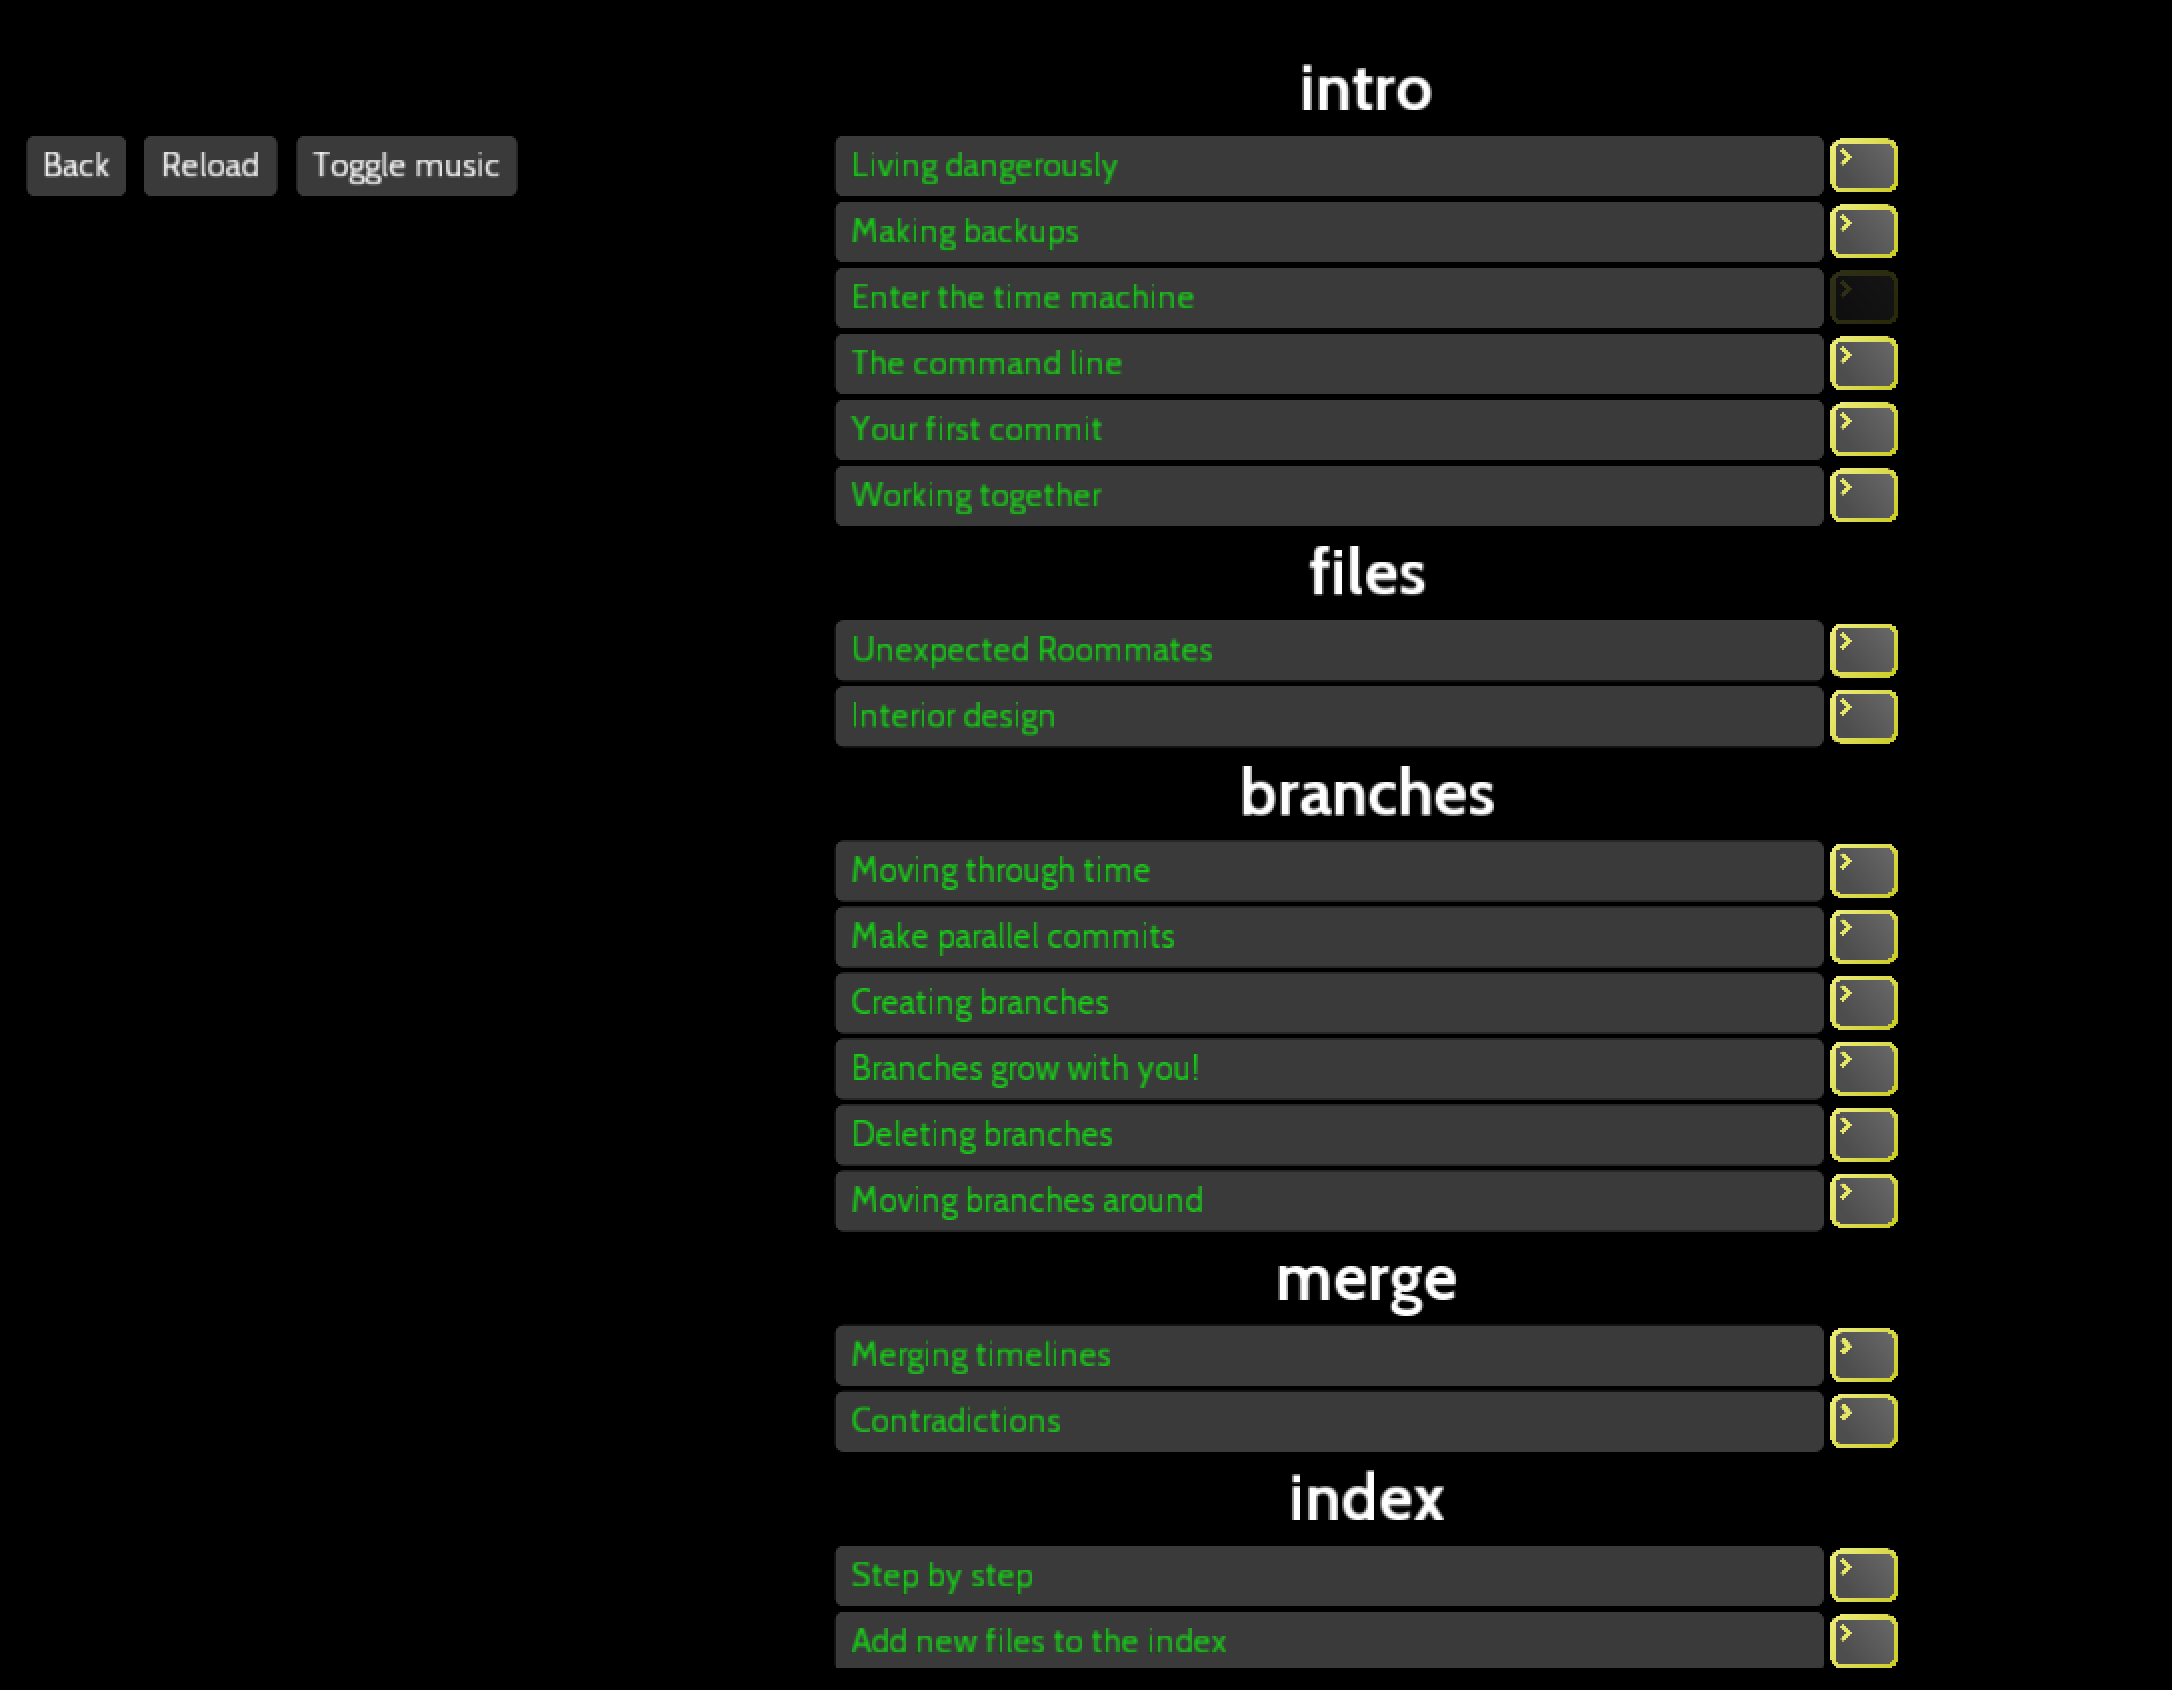 intro
Back
Reload
Toggle music
Living dangerously
Making backups
Enter the time machine
The command line
Your first commit
Working together
files
Unexpected Roommates
Interior design
branches
Moving through time
Make parallel commits
Creating branches
Branches grow with you!
Deleting branches
Moving branches around
merge
Merging timelines
Contradictions
index
Step by step
Add new files to the index